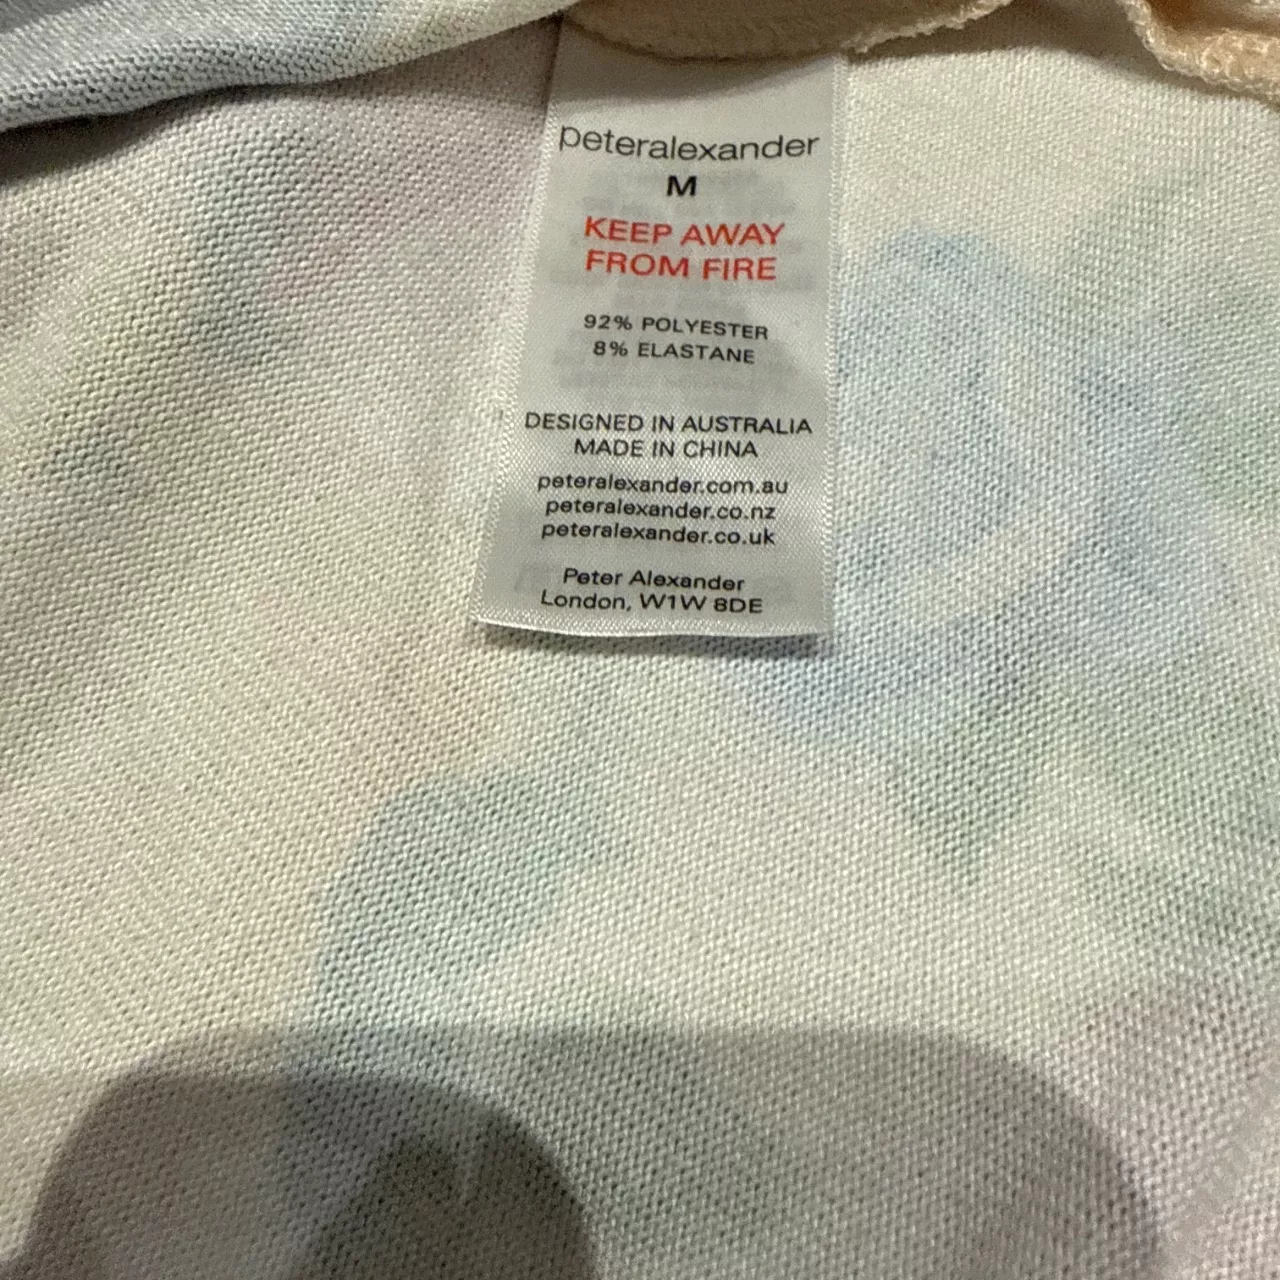 peteralexander
M
KEEP AWAY
FROM FIRE
92% POLYESTER
8% ELASTANE
DESIGNED IN AUSTRALIA
MADE IN CHINA
peteralexander.com.au
peteralexander.co.nz
peteralexander.co.uk
Peter Alexander
London, W1W 8DE